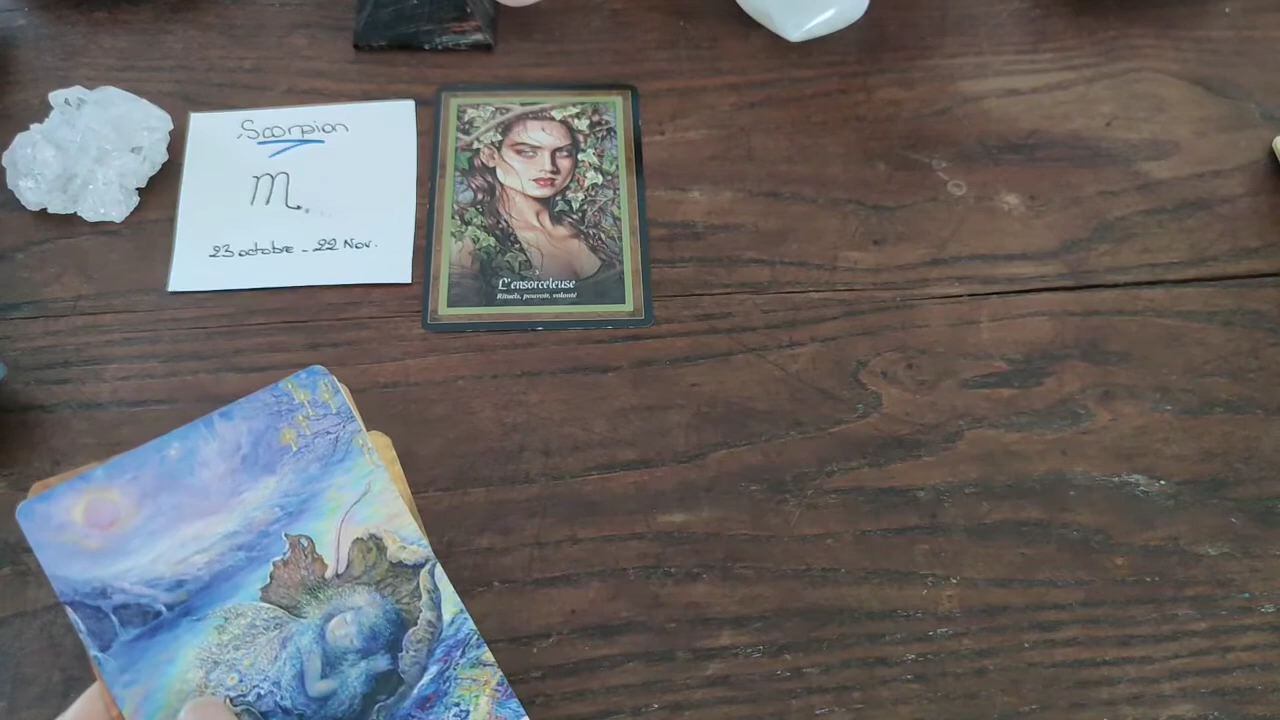 Scorpion
♏
23 octobre - 22 Nov.
L'ensorceleuse
Rituels, pouvoir, volonté